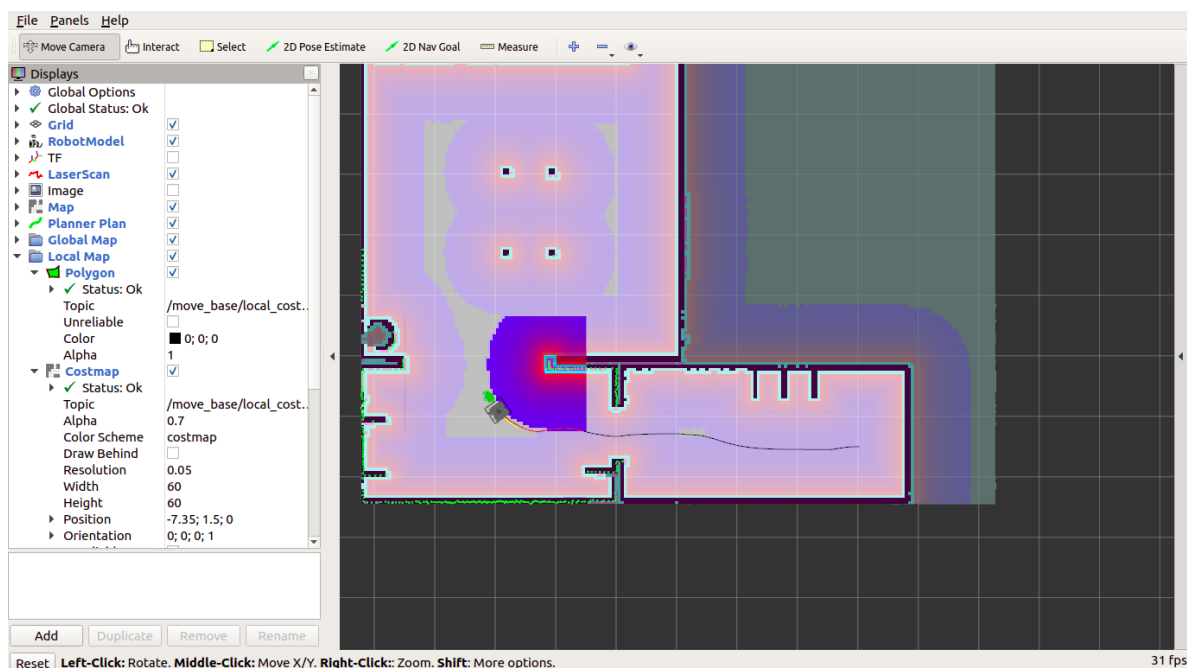 File Panels Help
Move Camera Interact Select 2D Pose Estimate 2D Nav Goal Measure
Displays
Global Options
Global Status: Ok
Grid
RobotModel
TF
LaserScan
Image
Map
Planner Plan
Global Map
Local Map
Polygon
Status: Ok
Topic /move_base/local_cost..
Unreliable
Color 0; 0; 0
Alpha 1
Costmap
Status: Ok
Topic /move_base/local_cost..
Alpha 0.7
Color Scheme costmap
Draw Behind
Resolution 0.05
Width 60
Height 60
Position -7.35; 1.5; 0
Orientation 0; 0; 0; 1
Add Duplicate Remove Rename
Reset Left-Click: Rotate. Middle-Click: Move X/Y. Right-Click:: Zoom. Shift: More options. 31 fps